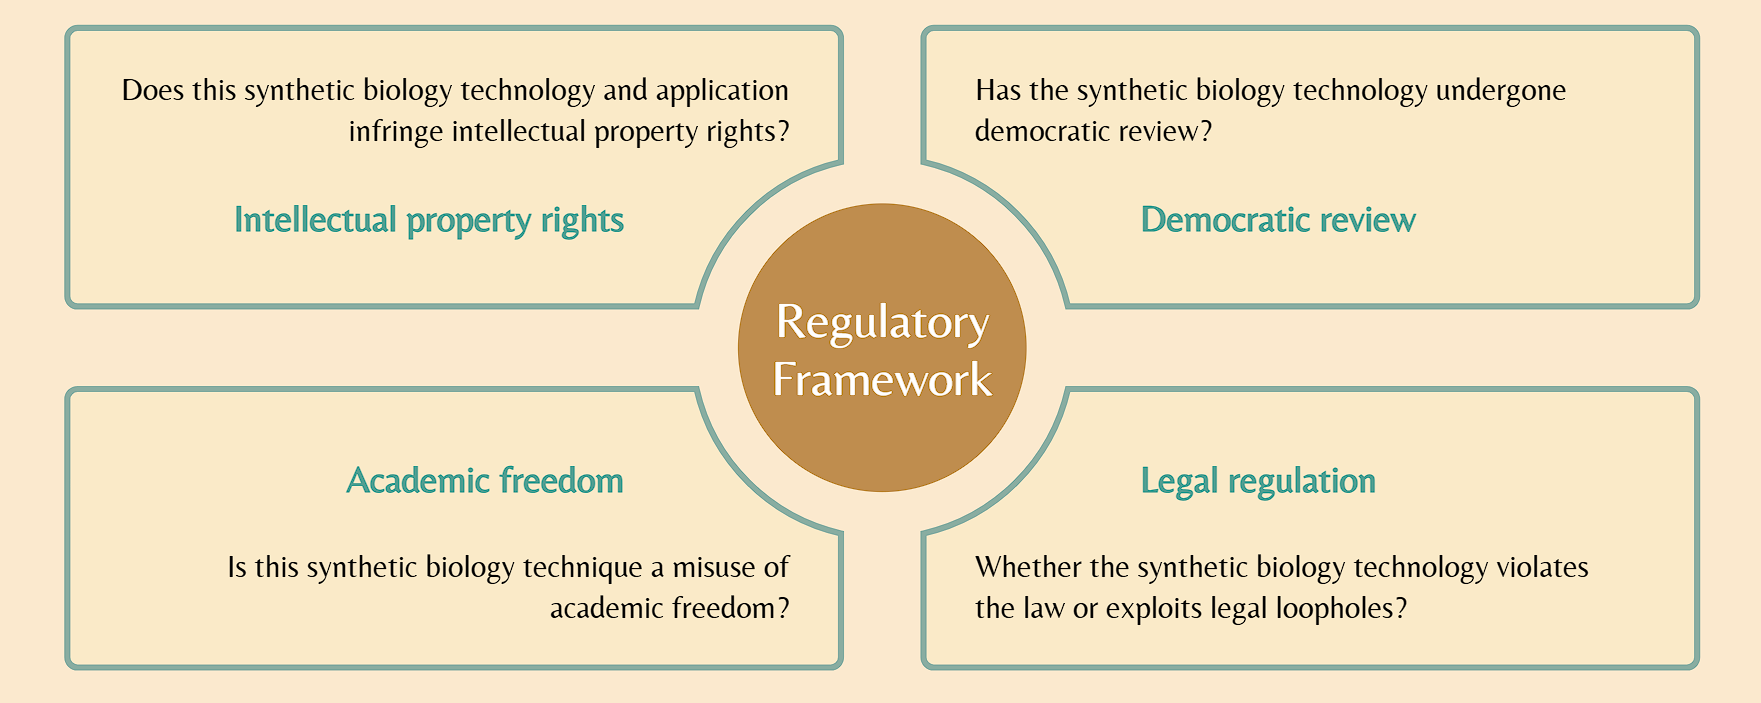 Does this synthetic biology technology and application
infringe intellectual property rights?
Intellectual property rights
Has the synthetic biology technology undergone
democratic review?
Democratic review
Regulatory
Framework
Academic freedom
Is this synthetic biology technique a misuse of
academic freedom?
Legal regulation
Whether the synthetic biology technology violates
the law or exploits legal loopholes?